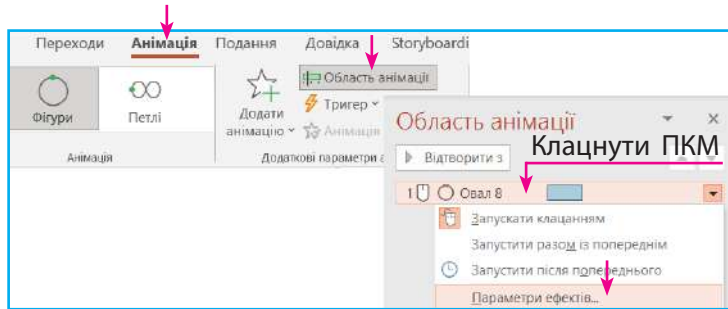 Переходи Анімація Подання Довідка Storyboardi
Фігури
Петлі
Анімація
Додати
анімацію
Область анімації
Тригер
Анімація
Додаткові параметри а
Область анімації
Клацнути ПКМ
Відтворити з
1 Овал 8
Запускати клацанням
Запустити разом із попереднім
Запустити після попереднього
Параметри ефектів...